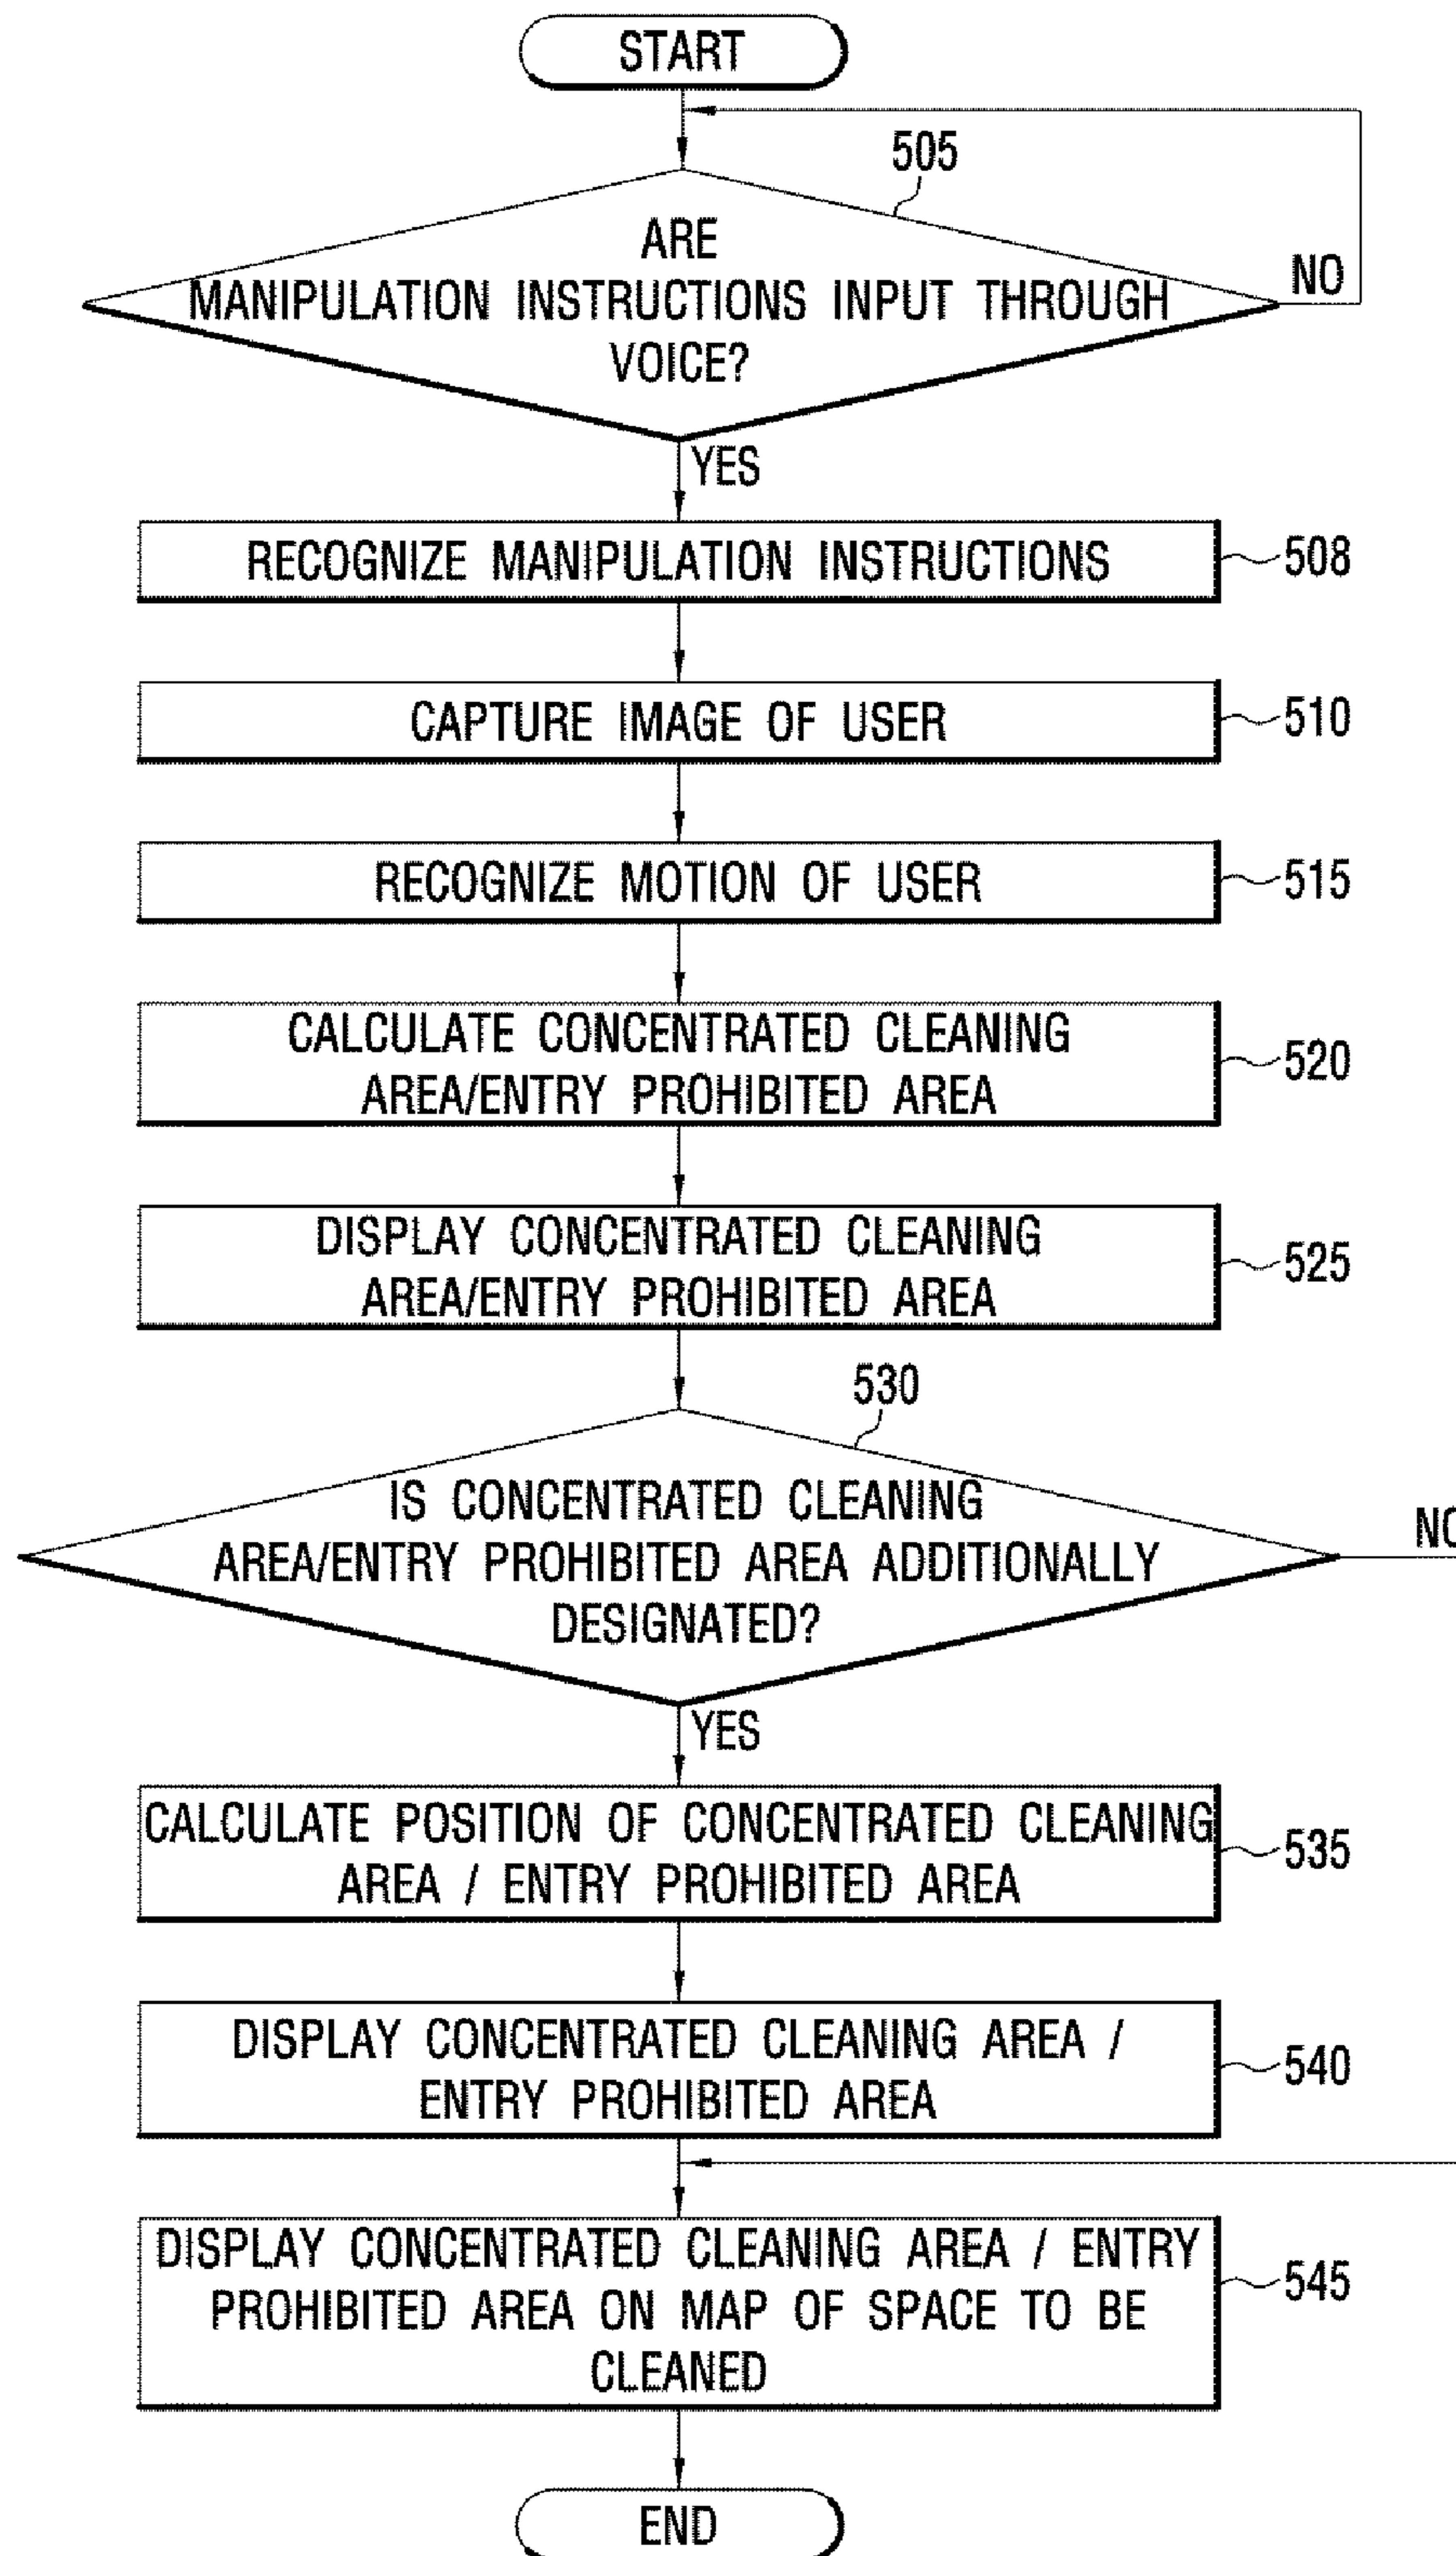 START
505
ARE
MANIPULATION INSTRUCTIONS INPUT THROUGH
VOICE?
NO
YES
RECOGNIZE MANIPULATION INSTRUCTIONS
508
CAPTURE IMAGE OF USER
510
RECOGNIZE MOTION OF USER
515
CALCULATE CONCENTRATED CLEANING
AREA/ENTRY PROHIBITED AREA
520
DISPLAY CONCENTRATED CLEANING
AREA/ENTRY PROHIBITED AREA
525
530
IS CONCENTRATED CLEANING
AREA/ENTRY PROHIBITED AREA ADDITIONALLY
DESIGNATED?
NO
YES
CALCULATE POSITION OF CONCENTRATED CLEANING
AREA / ENTRY PROHIBITED AREA
535
DISPLAY CONCENTRATED CLEANING AREA /
ENTRY PROHIBITED AREA
540
DISPLAY CONCENTRATED CLEANING AREA / ENTRY
PROHIBITED AREA ON MAP OF SPACE TO BE
CLEANED
545
END